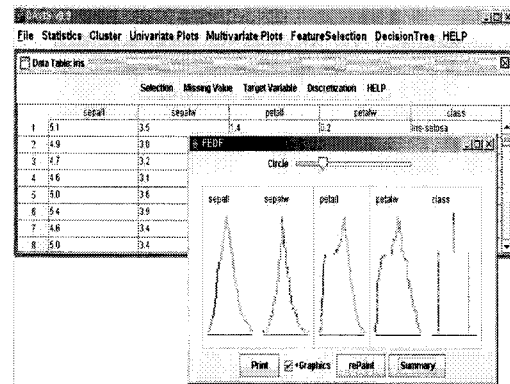 DAVIS v3.3
File Statistics Cluster Univariate Plots Multivariate Plots FeatureSelection DecisionTree HELP
Data Table:iris
Selection Missing Value Target Variable Discretization HELP
sepall sepalw petall petalw class
1 5.1 3.5 1.4 0.2 Iris-setosa
2 4.9 3.0
3 4.7 3.2
4 4.6 3.1
5 5.0 3.6
6 5.4 3.9
7 4.6 3.4
8 5.0 3.4
FEDF
Circle
sepall sepalw petall petalw class
Print +Graphics rePaint Summary